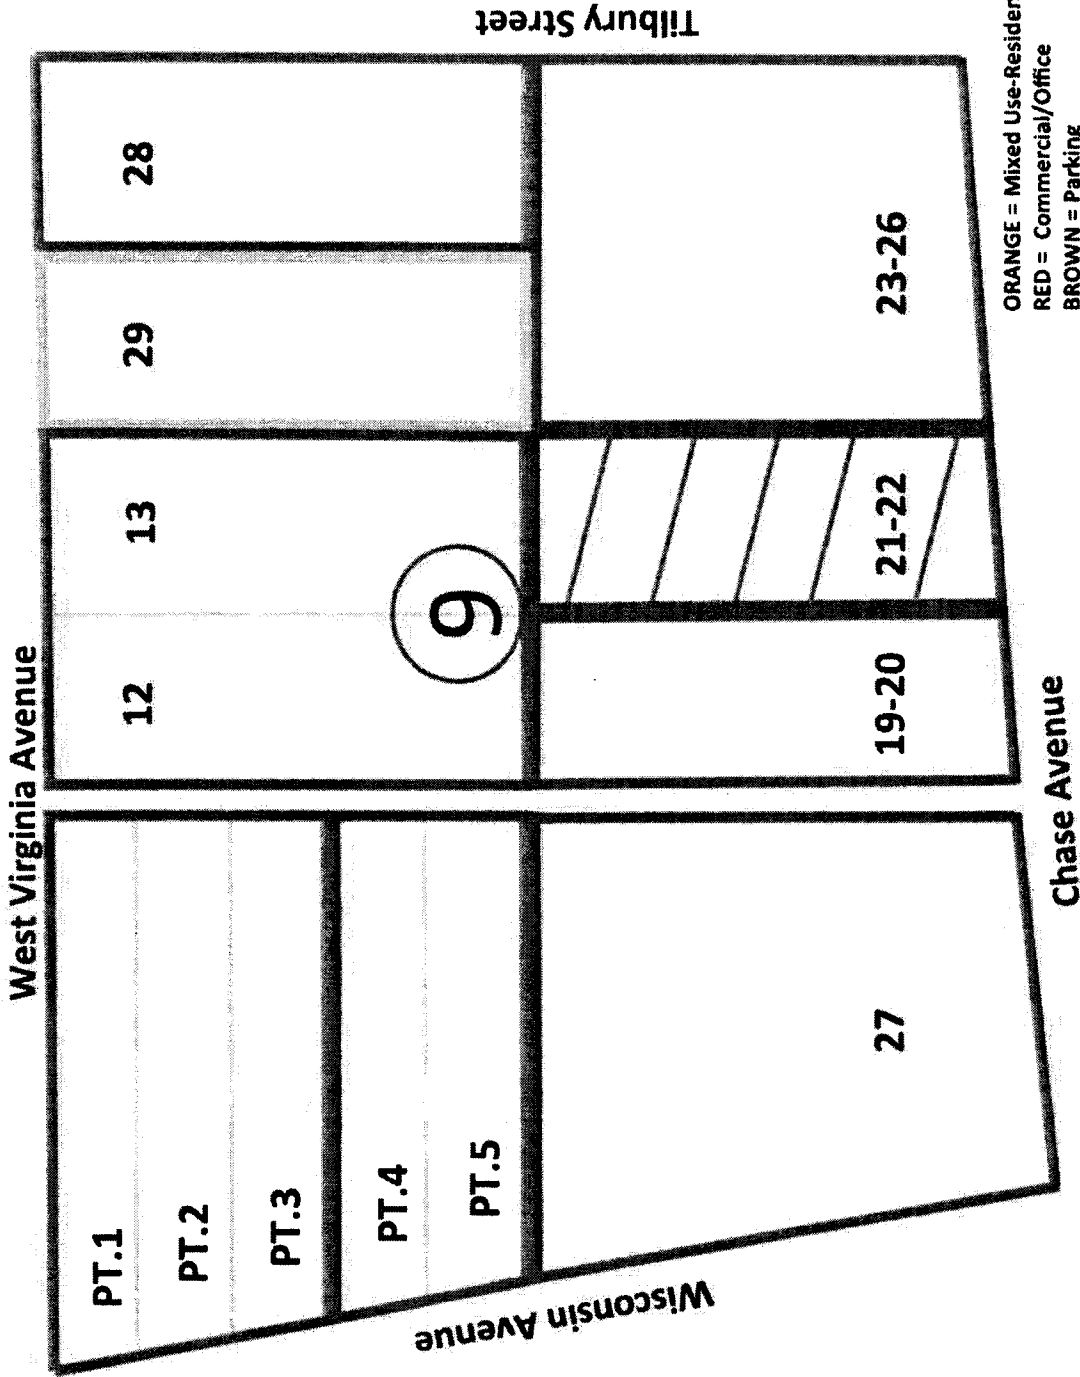 West Virginia Avenue
Tilbury Street
PT.1
PT.2
PT.3
PT.4
PT.5
12
13
29
28
9
27
19-20
21-22
23-26
Wisconsin Avenue
Chase Avenue
ORANGE = Mixed Use-Residen
RED = Commercial/Office
BROWN = Parking